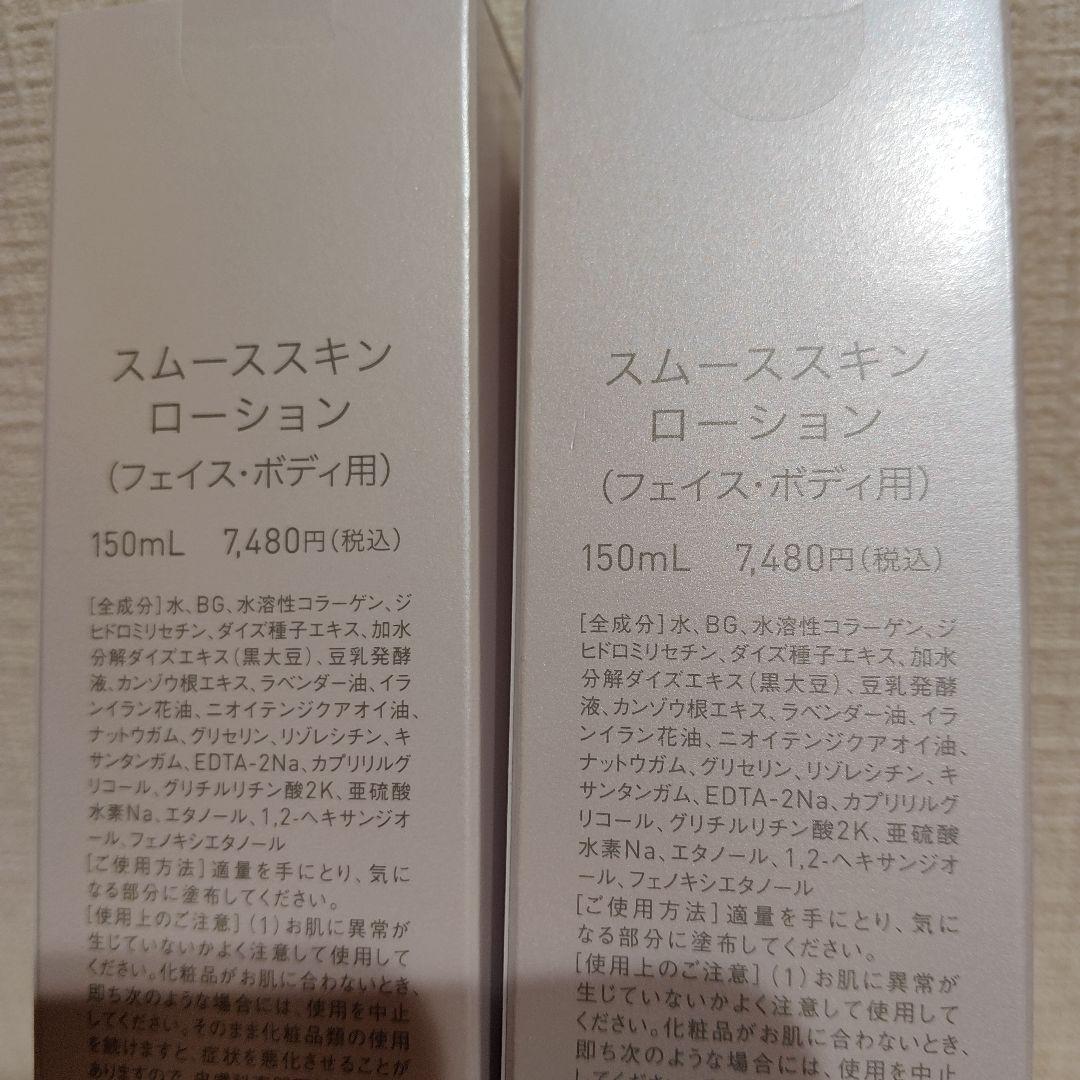 スムーススキン
ローション
(フェイス・ボディ用)
150mL 7,480円(税込)
[全成分]水、BG、水溶性コラーゲン、ジ
ヒドロミリセチン、ダイズ種子エキス、加水
分解ダイズエキス(黒大豆)、豆乳発酵
液、カンゾウ根エキス、ラベンダー油、イラ
ンイラン花油、ニオイテンジクアオイ油、
ナットウガム、グリセリン、リゾレシチン、キ
サンタンガム、EDTA-2Na、カプリリルグ
リコール、グリチルリチン酸2K、亜硫酸
水素Na、エタノール、1,2-ヘキサンジオ
ール、フェノキシエタノール
[ご使用方法]適量を手にとり、気に
なる部分に塗布してください。
[使用上のご注意](1)お肌に異常が
生じていないかよく注意して使用して
ください。化粧品がお肌に合わないとき、
即ち次のような場合には、使用を中止
してください。そのまま化粧品類の使用
を続けますと、症状を悪化させることが
ありますので、皮膚科
スムーススキン
ローション
(フェイス・ボディ用)
150mL 7,480円(税込)
[全成分]水、BG、水溶性コラーゲン、ジ
ヒドロミリセチン、ダイズ種子エキス、加水
分解ダイズエキス(黒大豆)、豆乳発酵
液、カンゾウ根エキス、ラベンダー油、イラ
ンイラン花油、ニオイテンジクアオイ油、
ナットウガム、グリセリン、リゾレシチン、キ
サンタンガム、EDTA-2Na、カプリリルグ
リコール、グリチルリチン酸2K、亜硫酸
水素Na、エタノール、1,2-ヘキサンジオ
ール、フェノキシエタノール
[ご使用方法]適量を手にとり、気に
なる部分に塗布してください。
[使用上のご注意](1)お肌に異常が
生じていないかよく注意して使用して
ください。化粧品がお肌に合わないとき、
即ち次のような場合には、使用を中止
してくださ